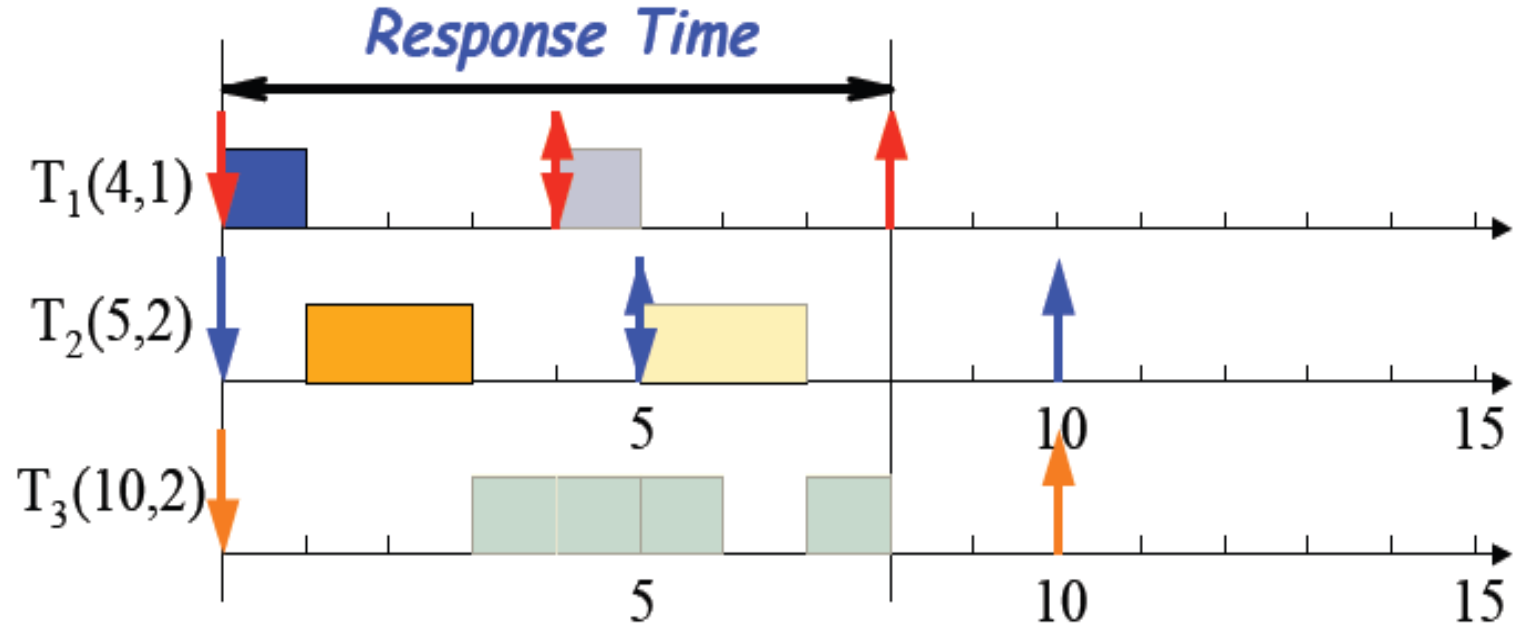 Response Time
T₁(4,1)
T₂(5,2)
5 10 15
T₃(10,2)
5 10 15